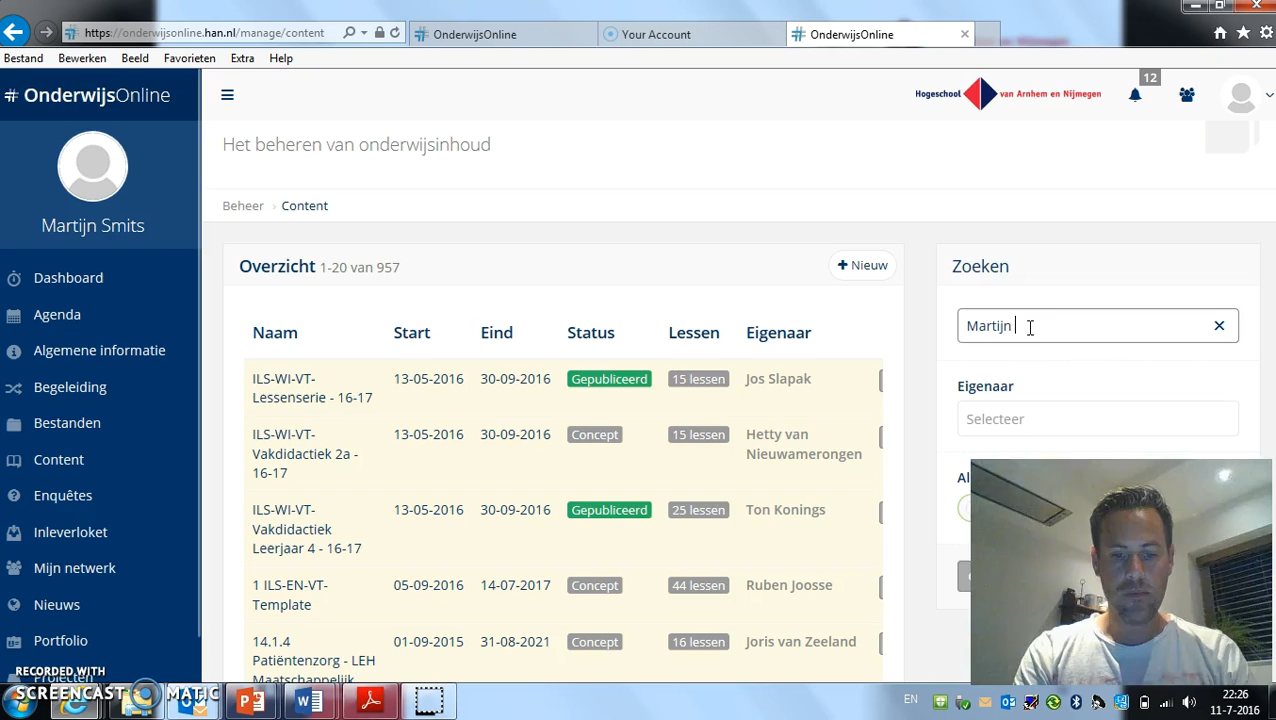 https://onderwijsonline.han.nl/manage/content
OnderwijsOnline
Your Account
OnderwijsOnline
Bestand Bewerken Beeld Favorieten Extra Help
# OnderwijsOnline
Hogeschool van Arnhem en Nijmegen
12
Martijn Smits
Dashboard
Agenda
Algemene informatie
Begeleiding
Bestanden
Content
Enquêtes
Inleverloket
Mijn netwerk
Nieuws
Portfolio
Projecten
Het beheren van onderwijsinhoud
Beheer › Content
Overzicht 1-20 van 957
+ Nieuw
Naam Start Eind Status Lessen Eigenaar
ILS-WI-VT- 13-05-2016 30-09-2016 Gepubliceerd 15 lessen Jos Slapak
Lessenserie - 16-17
ILS-WI-VT- 13-05-2016 30-09-2016 Concept 15 lessen Hetty van
Vakdidactiek 2a - Nieuwamerongen
16-17
ILS-WI-VT- 13-05-2016 30-09-2016 Gepubliceerd 25 lessen Ton Konings
Vakdidactiek
Leerjaar 4 - 16-17
1 ILS-EN-VT- 05-09-2016 14-07-2017 Concept 44 lessen Ruben Joosse
Template
14.1.4 01-09-2015 31-08-2021 Concept 16 lessen Joris van Zeeland
Patiëntenzorg - LEH
Maatschappelijk
Zoeken
Martijn
Eigenaar
Selecteer
Al
RECORDED WITH
SCREENCAST MATIC
EN
22:26
11-7-2016